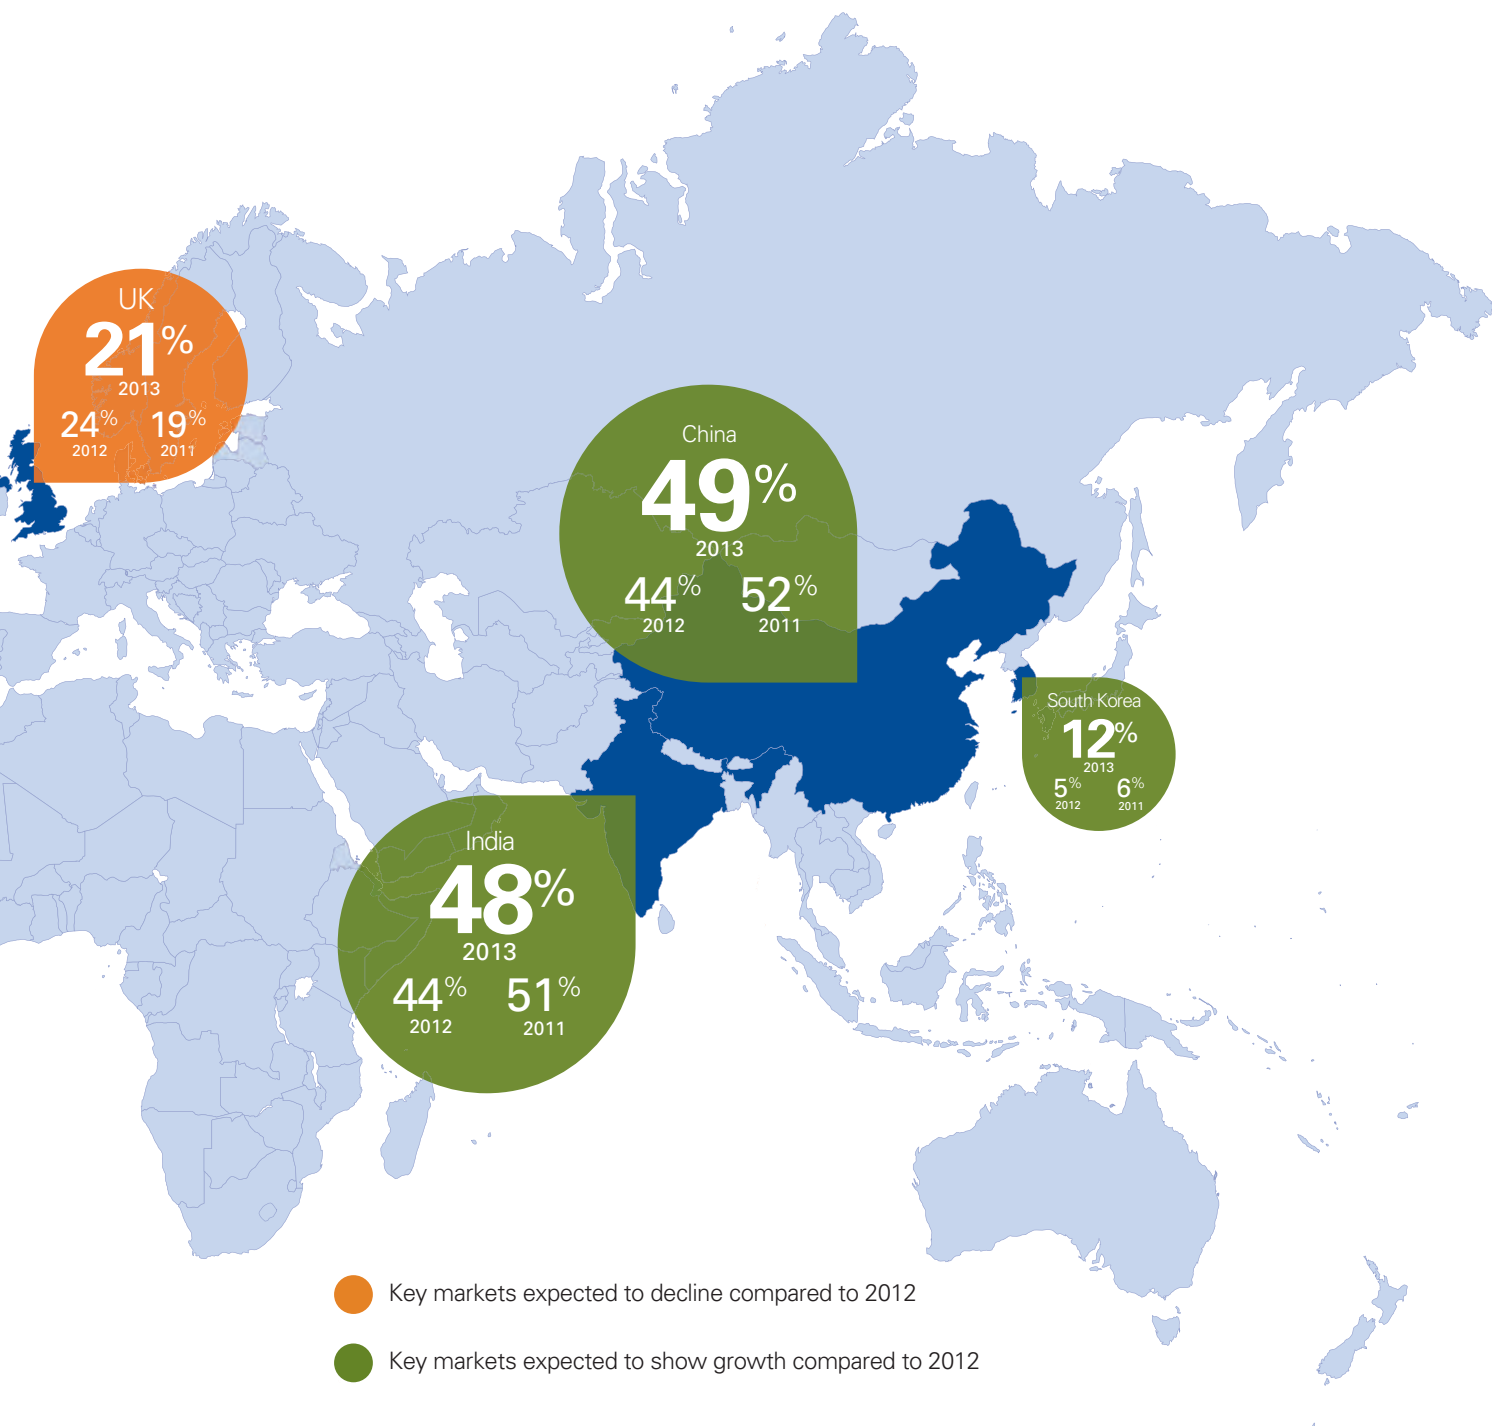 UK
21%
2013
24% 19%
2012 2011
China
49%
2013
44% 52%
2012 2011
South Korea
12%
2013
5% 6%
2012 2011
India
48%
2013
44% 51%
2012 2011
Key markets expected to decline compared to 2012
Key markets expected to show growth compared to 2012